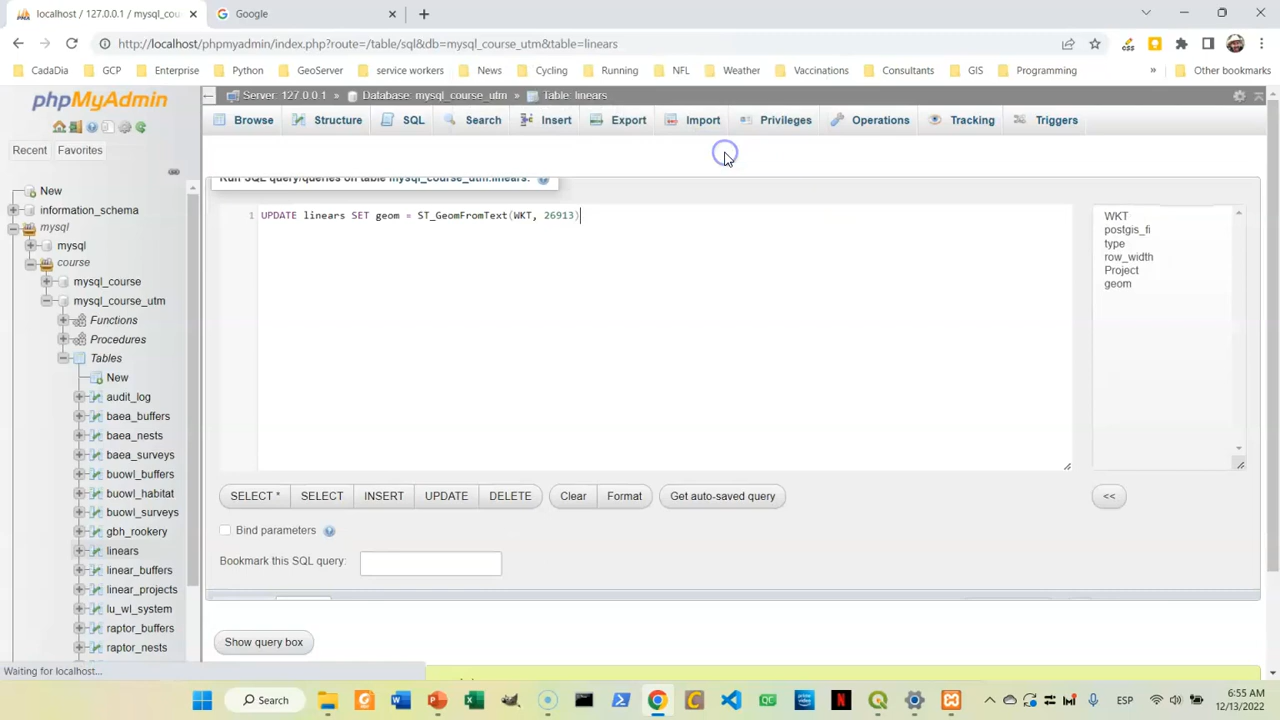 localhost / 127.0.0.1 / mysql_cours
Google
http://localhost/phpmyadmin/index.php?route=/table/sql&db=mysql_course_utm&table=linears
CadaDia
GCP
Enterprise
Python
GeoServer
service workers
News
Cycling
Running
NFL
Weather
Vaccinations
Consultants
GIS
Programming
»
Other bookmarks
phpMyAdmin
Recent
Favorites
New
information_schema
mysql
mysql
course
mysql_course
mysql_course_utm
Functions
Procedures
Tables
New
audit_log
baea_buffers
baea_nests
baea_surveys
buowl_buffers
buowl_habitat
buowl_surveys
gbh_rookery
linears
linear_buffers
linear_projects
lu_wl_system
raptor_buffers
raptor_nests
Server: 127.0.0.1 » Database: mysql_course_utm » Table: linears
Browse
Structure
SQL
Search
Insert
Export
Import
Privileges
Operations
Tracking
Triggers
Run SQL query/queries on table mysql_course_utm.linears:
1 UPDATE linears SET geom = ST_GeomFromText(WKT, 26913)
WKT
postgis_fi
type
row_width
Project
geom
SELECT *
SELECT
INSERT
UPDATE
DELETE
Clear
Format
Get auto-saved query
<<
Bind parameters
Bookmark this SQL query:
Show query box
Waiting for localhost...
Search
ESP
6:55 AM
12/13/2022